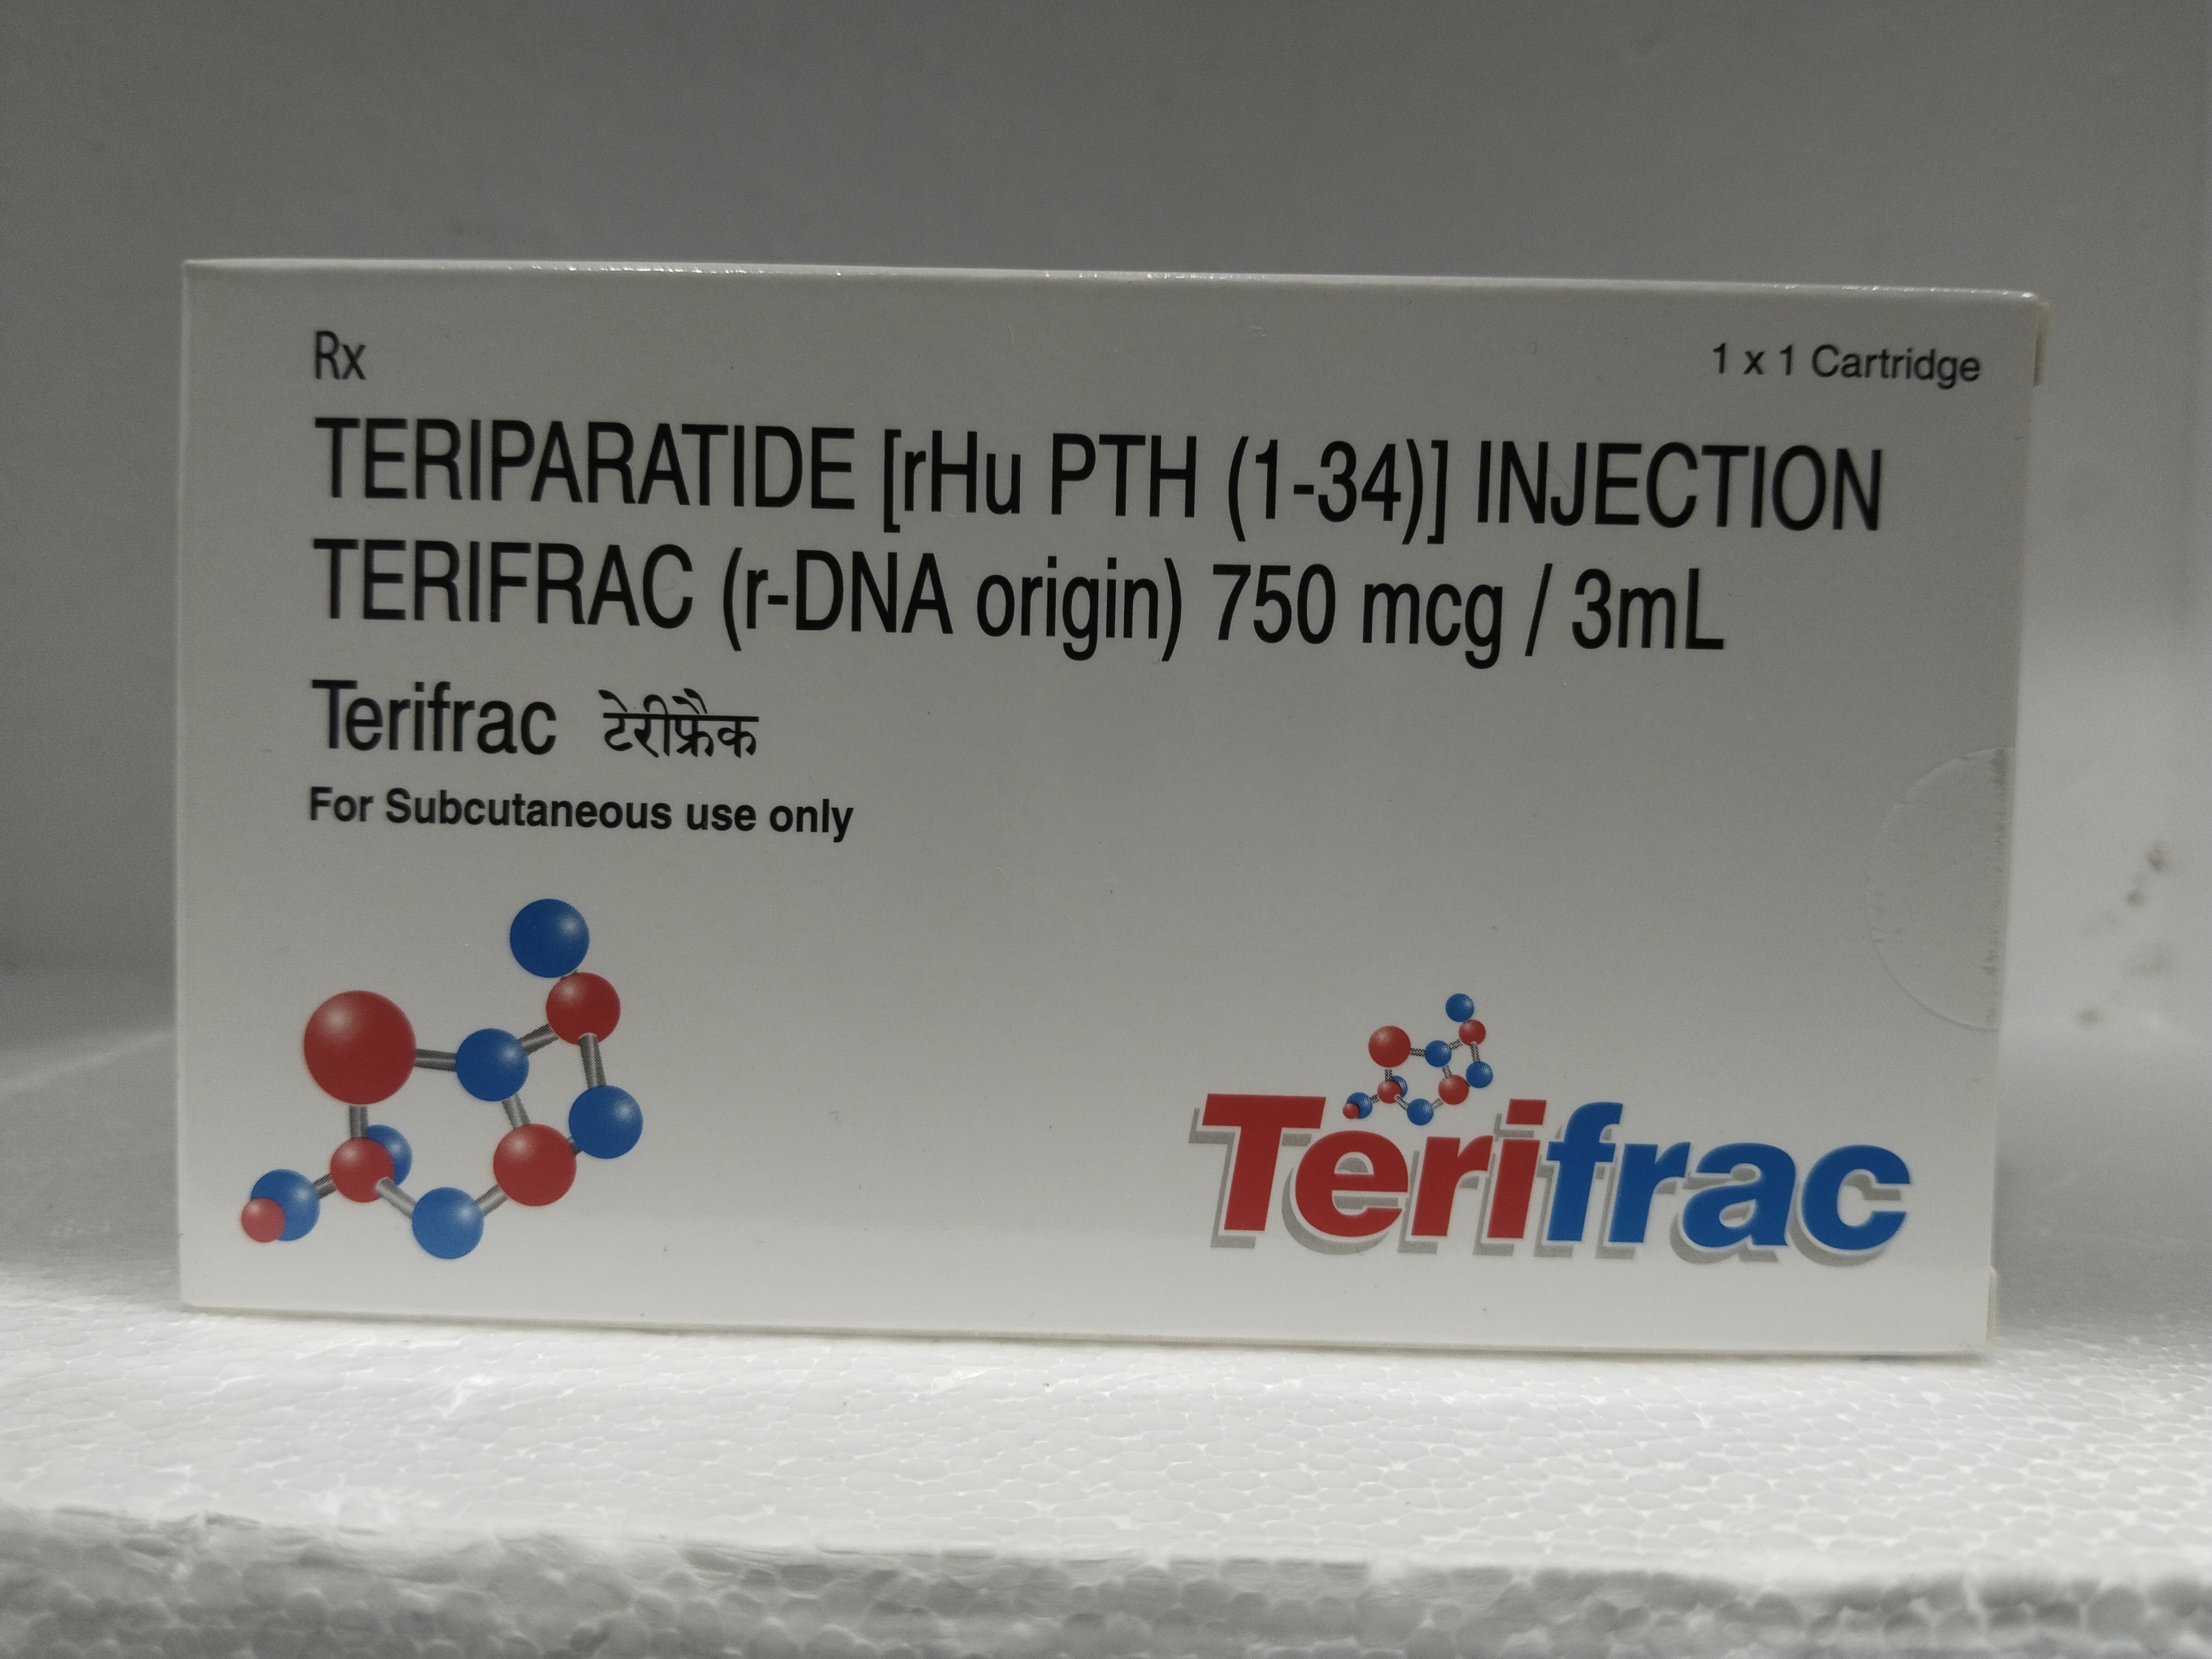 Rx
1 x 1 Cartridge
TERIPARATIDE [rHu PTH (1-34)] INJECTION
TERIFRAC (r-DNA origin) 750 mcg / 3mL
Terifrac टेरीफ्रैक
For Subcutaneous use only
Terifrac